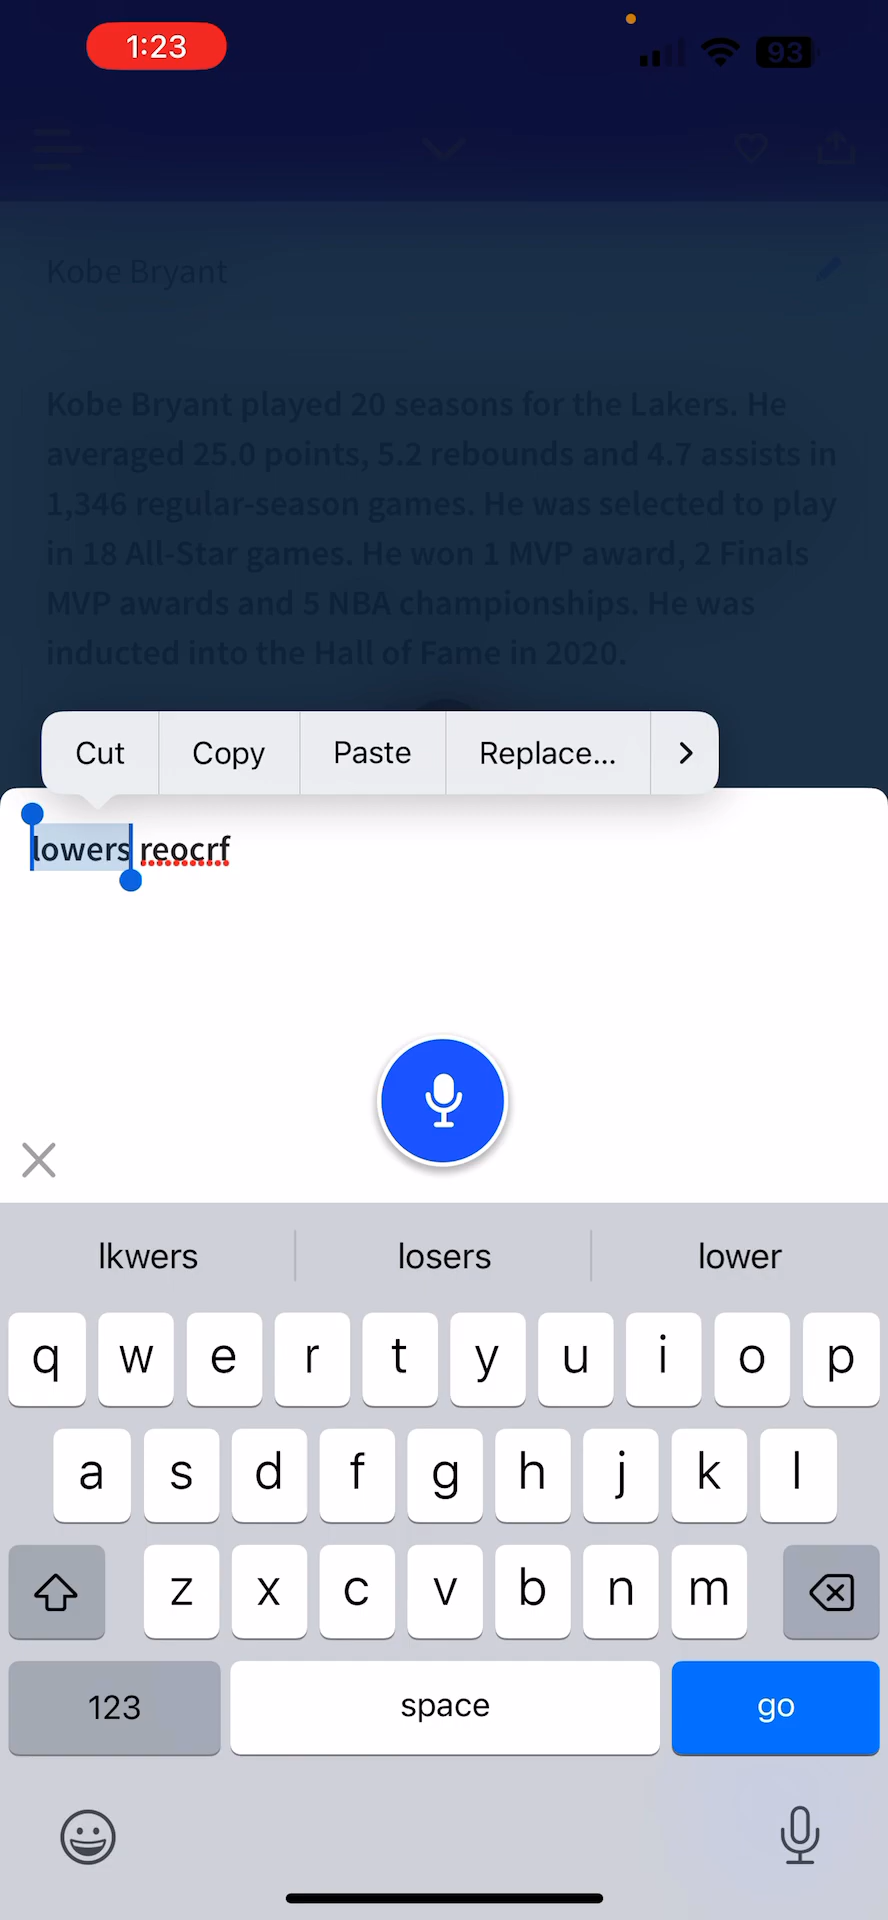 1:23
93
Kobe Bryant
Kobe Bryant played 20 seasons for the Lakers. He
averaged 25.0 points, 5.2 rebounds and 4.7 assists in
1,346 regular-season games. He was selected to play
in 18 All-Star games. He won 1 MVP award, 2 Finals
MVP awards and 5 NBA championships. He was
inducted into the Hall of Fame in 2020.
Cut Copy Paste Replace...
lowers reocrf
lkwers losers lower
q w e r t y u i o p
a s d f g h j k l
z x c v b n m
123 space go